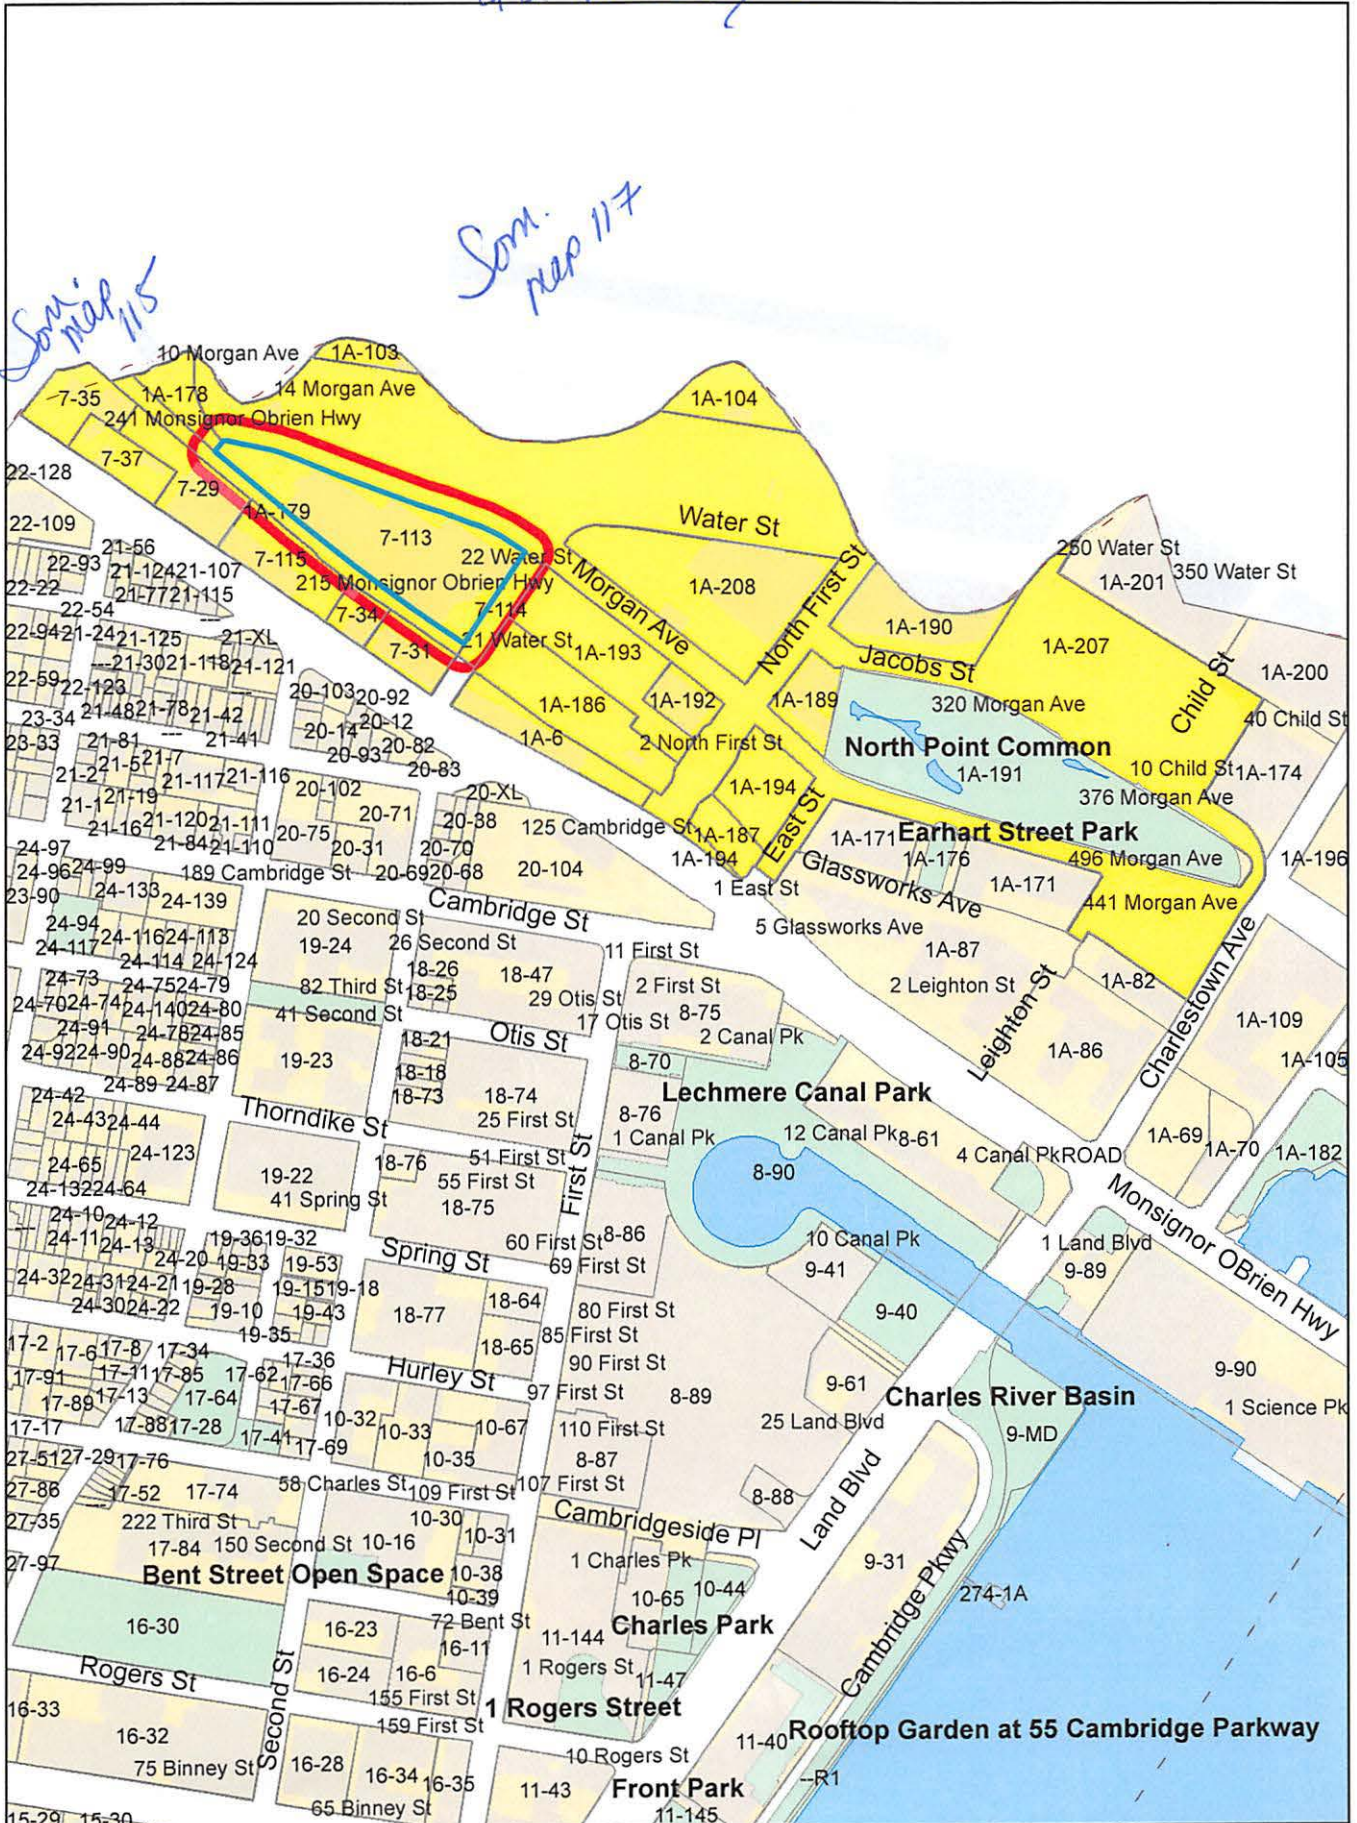 Som.
map 115
Som.
map 117
10 Morgan Ave
1A-103
7-35
1A-178
14 Morgan Ave
1A-104
241 Monsignor Obrien Hwy
7-37
7-29
22-128
1A-179
Water St
22-109
7-113
21-56
22-93
21-124
21-107
7-115
22 Water St
250 Water St
1A-201
350 Water St
22-22
21-77
21-115
215 Monsignor Obrien Hwy
Morgan Ave
1A-208
North First St
22-54
---
7-34
7-114
1A-190
1A-207
22-94
21-24
21-125
21-XL
7-31
21 Water St
1A-193
Jacobs St
1A-200
---
21-30
21-118
21-121
22-59
22-123
20-103
20-92
1A-186
1A-192
1A-189
320 Morgan Ave
Child St
40 Child St
23-34
21-48
21-78
21-42
20-14
20-12
1A-6
2 North First St
North Point Common
23-33
21-81
---
21-41
20-93
20-82
20-83
1A-191
10 Child St
1A-174
21-2
21-5
21-7
21-117
21-116
20-102
20-XL
1A-194
376 Morgan Ave
21-1
21-19
20-71
20-38
East St
21-16
21-120
21-111
20-75
125 Cambridge St
1A-187
1A-171
Earhart Street Park
21-84
21-110
20-31
20-70
1A-194
1A-176
496 Morgan Ave
1A-196
24-97
24-96
24-99
189 Cambridge St
20-69
20-68
20-104
Glassworks Ave
1A-171
23-90
24-133
24-139
Cambridge St
1 East St
441 Morgan Ave
24-94
20 Second St
5 Glassworks Ave
24-117
24-116
24-113
19-24
26 Second St
11 First St
1A-87
24-114
24-124
18-26
18-47
2 Leighton St
1A-82
24-73
24-75
24-79
82 Third St
18-25
29 Otis St
2 First St
Leighton St
Charlestown Ave
24-70
24-74
24-140
24-80
41 Second St
17 Otis St
8-75
1A-109
24-91
24-78
24-85
18-21
Otis St
2 Canal Pk
1A-86
24-92
24-90
24-88
24-86
19-23
18-18
8-70
1A-105
24-89
24-87
18-73
18-74
Lechmere Canal Park
24-42
24-43
24-44
Thorndike St
25 First St
8-76
1 Canal Pk
12 Canal Pk
8-61
1A-69
1A-70
24-65
24-123
19-22
18-76
51 First St
First St
8-90
4 Canal Pk
ROAD
1A-182
24-132
24-64
41 Spring St
55 First St
18-75
Monsignor OBrien Hwy
24-10
24-12
---
24-11
24-13
19-36
19-32
Spring St
60 First St
8-86
10 Canal Pk
1 Land Blvd
24-20
19-33
19-53
69 First St
9-41
9-89
24-32
24-31
24-21
19-28
19-15
19-18
18-64
24-30
24-22
19-10
19-43
18-77
80 First St
9-40
17-2
17-6
17-8
17-34
19-35
18-65
85 First St
17-36
Hurley St
90 First St
9-90
17-91
17-11
17-85
17-62
17-66
97 First St
8-89
9-61
Charles River Basin
17-89
17-13
17-64
17-67
10-32
10-33
10-67
110 First St
25 Land Blvd
1 Science Pk
17-17
17-88
17-28
17-41
17-69
10-35
9-MD
27-51
27-29
17-76
8-87
27-86
17-52
17-74
58 Charles St
109 First St
107 First St
8-88
Land Blvd
27-35
222 Third St
10-30
10-31
Cambridgeside Pl
17-84
150 Second St
10-16
1 Charles Pk
9-31
27-97
Bent Street Open Space
10-38
10-39
10-65
10-44
274-1A
16-30
16-23
72 Bent St
16-11
11-144
Charles Park
Cambridge Pkwy
Rogers St
16-24
16-6
1 Rogers St
11-47
Second St
155 First St
1 Rogers Street
16-33
16-32
159 First St
11-40
Rooftop Garden at 55 Cambridge Parkway
75 Binney St
16-28
16-34
16-35
10 Rogers St
11-43
Front Park
--R1
65 Binney St
11-145
15-29
15-30